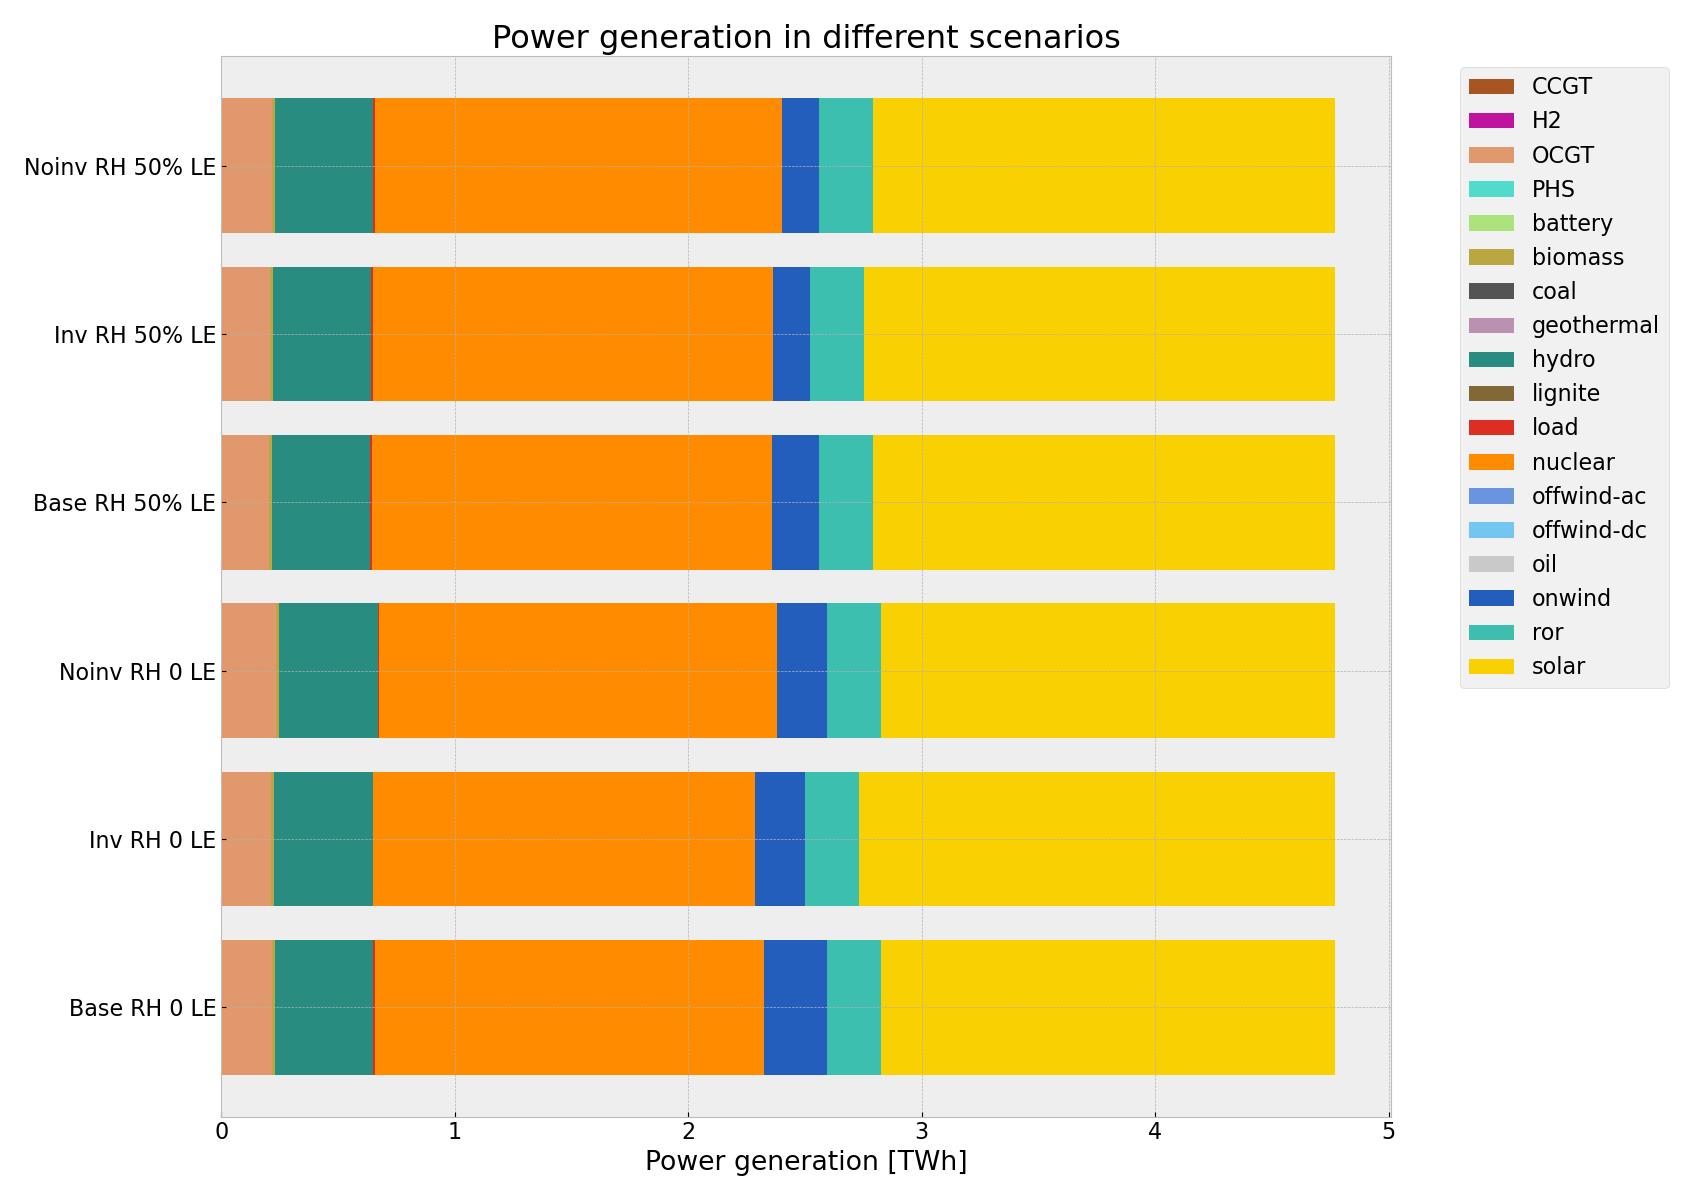 Power generation in different scenarios
Noinv RH 50% LE
Inv RH 50% LE
Base RH 50% LE
Noinv RH 0 LE
Inv RH 0 LE
Base RH 0 LE
0 1 2 3 4 5
Power generation [TWh]
CCGT
H2
OCGT
PHS
battery
biomass
coal
geothermal
hydro
lignite
load
nuclear
offwind-ac
offwind-dc
oil
onwind
ror
solar